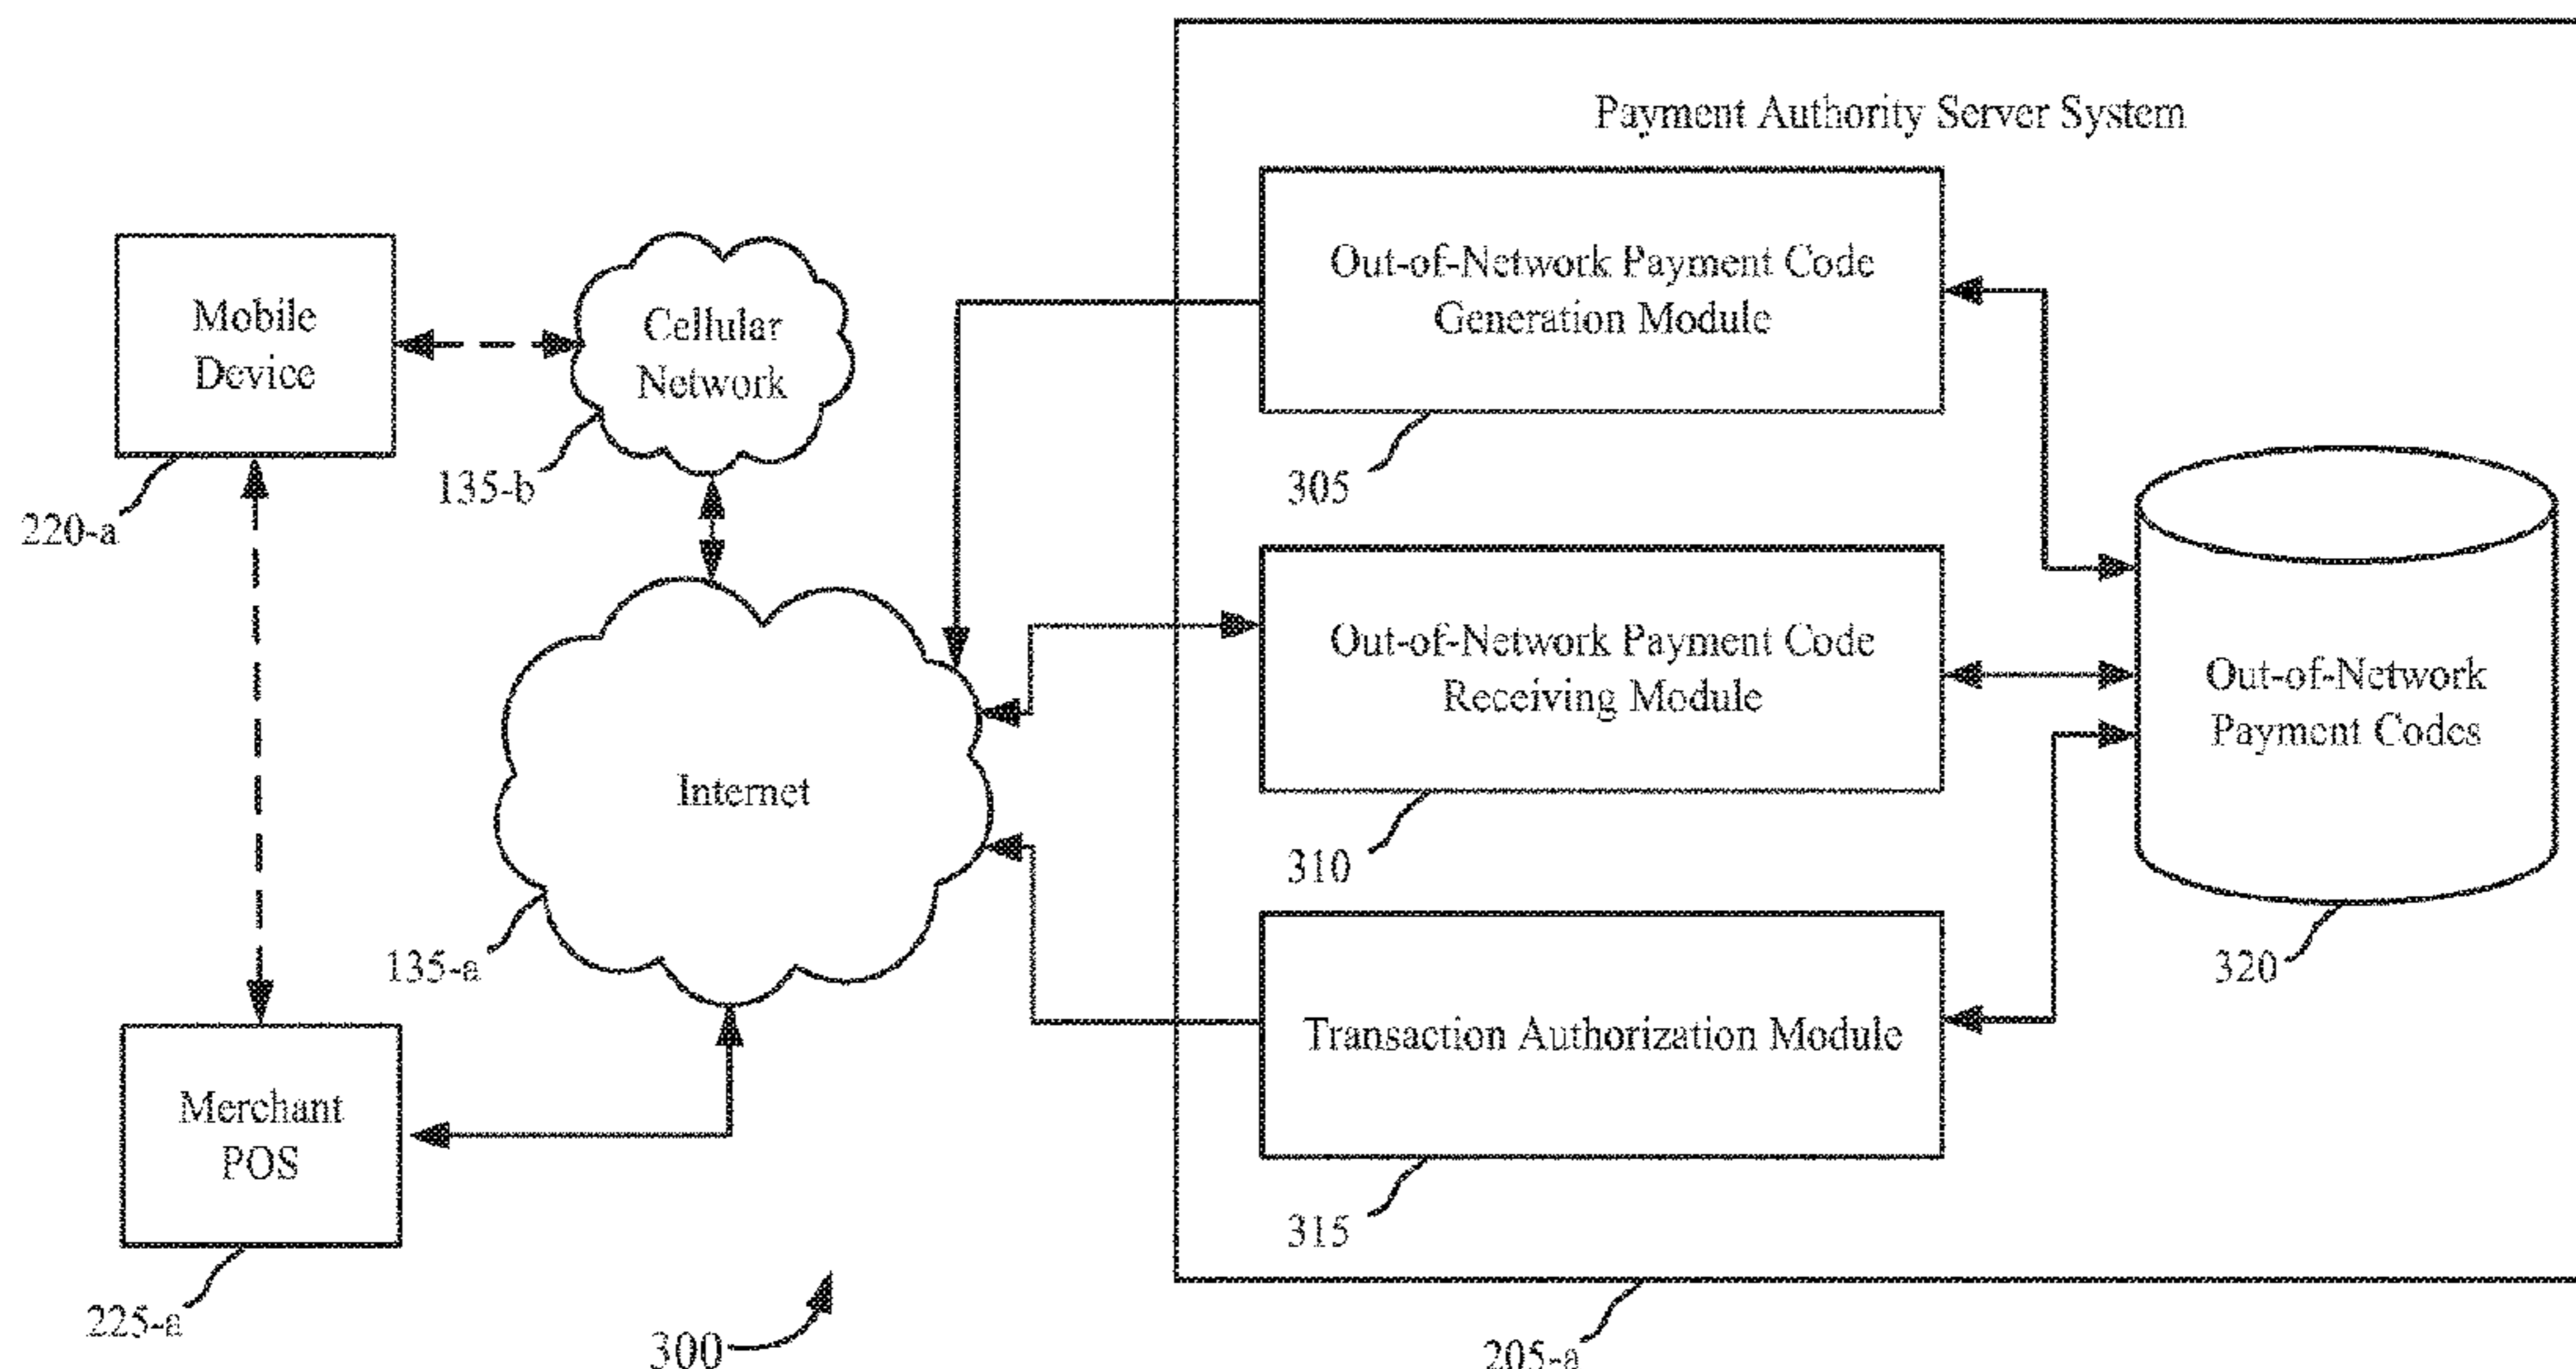 Payment Authority Server System
Out-of-Network Payment Code
Generation Module
305
Mobile
Device
220-a
Cellular
Network
135-b
Out-of-Network Payment Code
Receiving Module
310
Out-of-Network
Payment Codes
320
Internet
135-a
Transaction Authorization Module
315
Merchant
POS
225-a
300
205-a